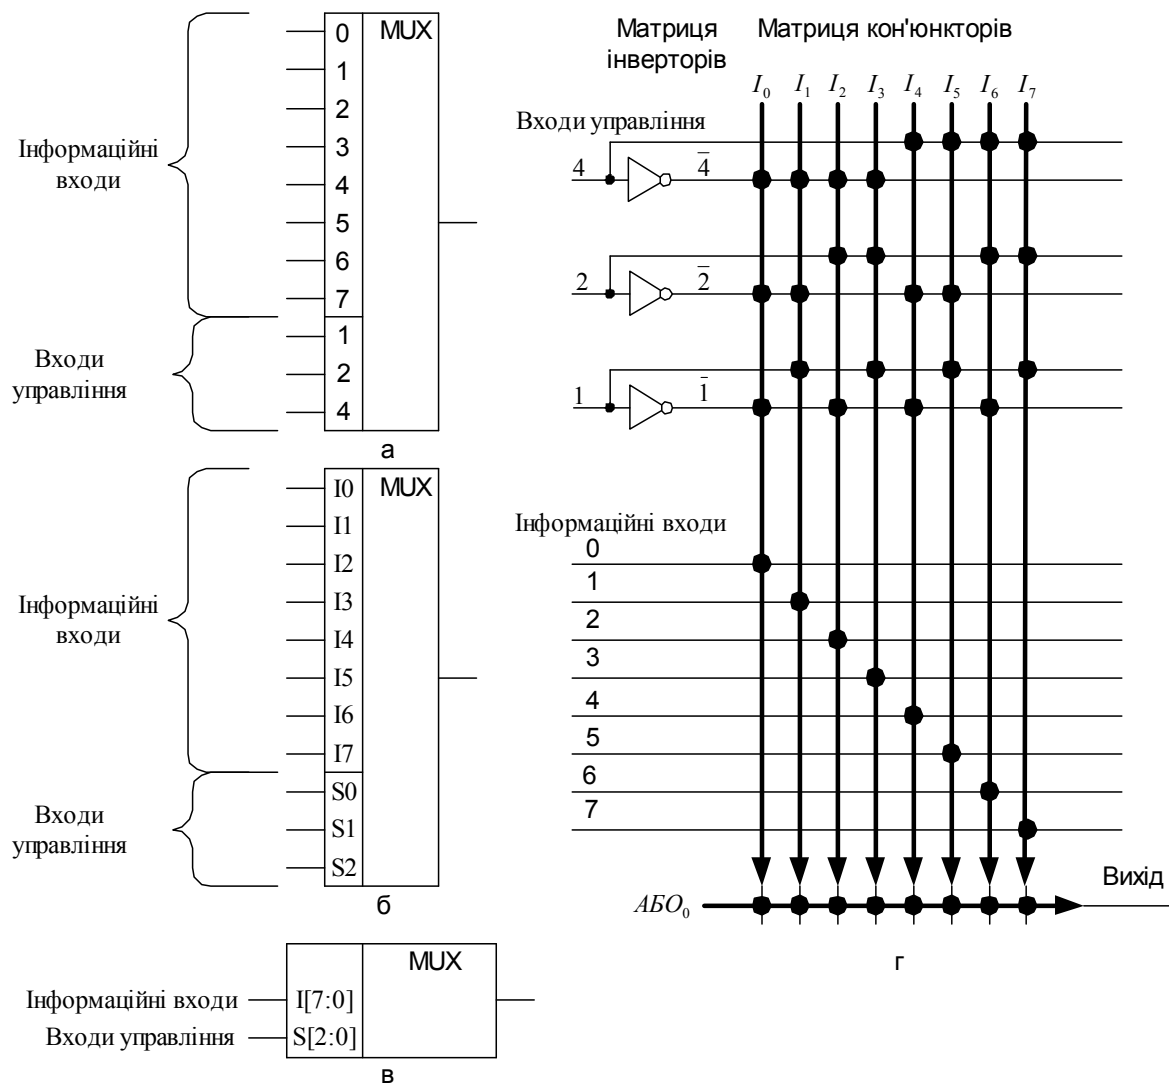 0 MUX
1
2
3
4
5
6
7
1
2
4
Інформаційні
входи
Входи
управління
а
I0 MUX
I1
I2
I3
I4
I5
I6
I7
S0
S1
S2
Інформаційні
входи
Входи
управління
б
MUX
Інформаційні входи I[7:0]
Входи управління S[2:0]
в
Матриця
інверторів
Матриця кон'юнкторів
I₀ I₁ I₂ I₃ I₄ I₅ I₆ I₇
Входи управління
4 4̅
2 2̅
1 1̅
Інформаційні входи
0
1
2
3
4
5
6
7
АБО₀ Вихід
г